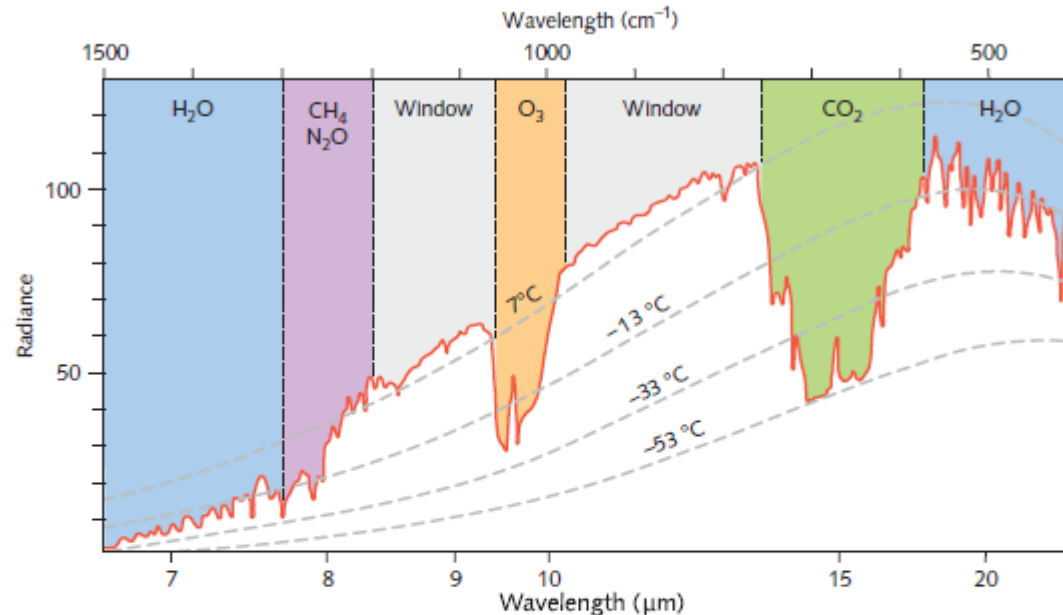 Wavelength (cm⁻¹)
1500 1000 500
H₂O CH₄ Window O₃ Window CO₂ H₂O
N₂O
100
Radiance
7°C
−13 °C
50
−33 °C
−53 °C
7 8 9 10 15 20
Wavelength (μm)